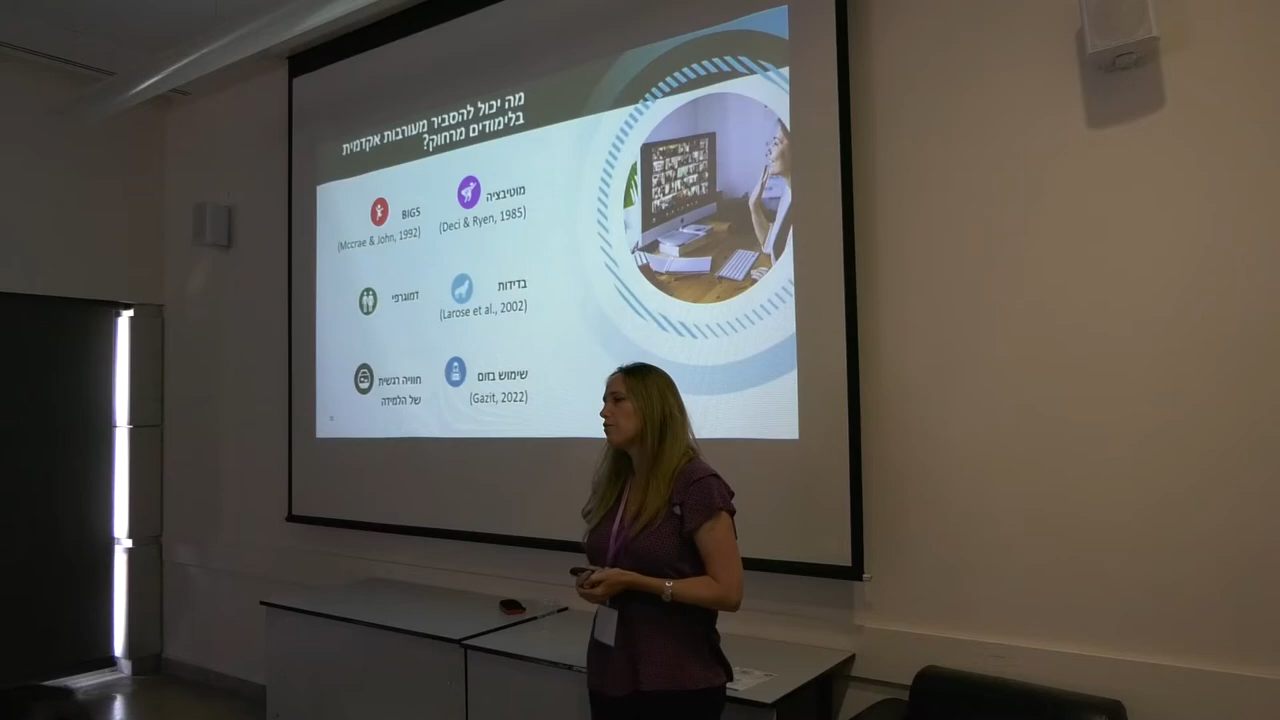 מה יכול להסביר מעורבות אקדמית
בלימודים מרחוק?
מוטיבציה
(Deci & Ryen, 1985)
BIG5
(Mccrae & John, 1992)
בדידות
(Larose et al., 2002)
דמוגרפי
שימוש בזום
(Gazit, 2022)
חוויה רגשית
של הלמידה